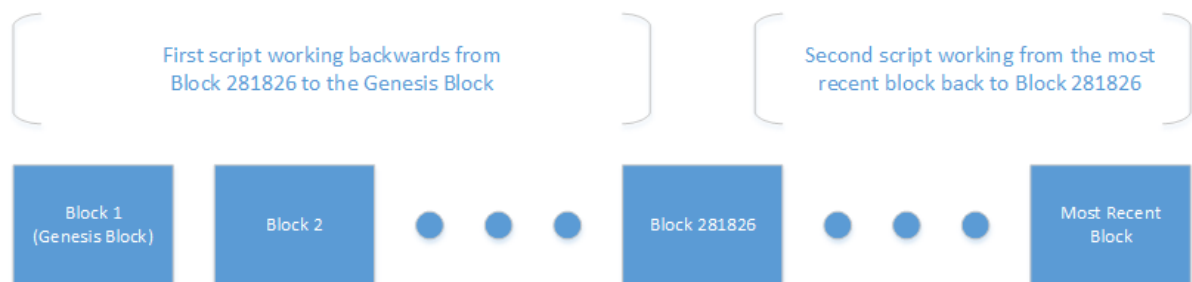 First script working backwards from
Block 281826 to the Genesis Block
Second script working from the most
recent block back to Block 281826
Block 1
(Genesis Block)
Block 2
Block 281826
Most Recent
Block